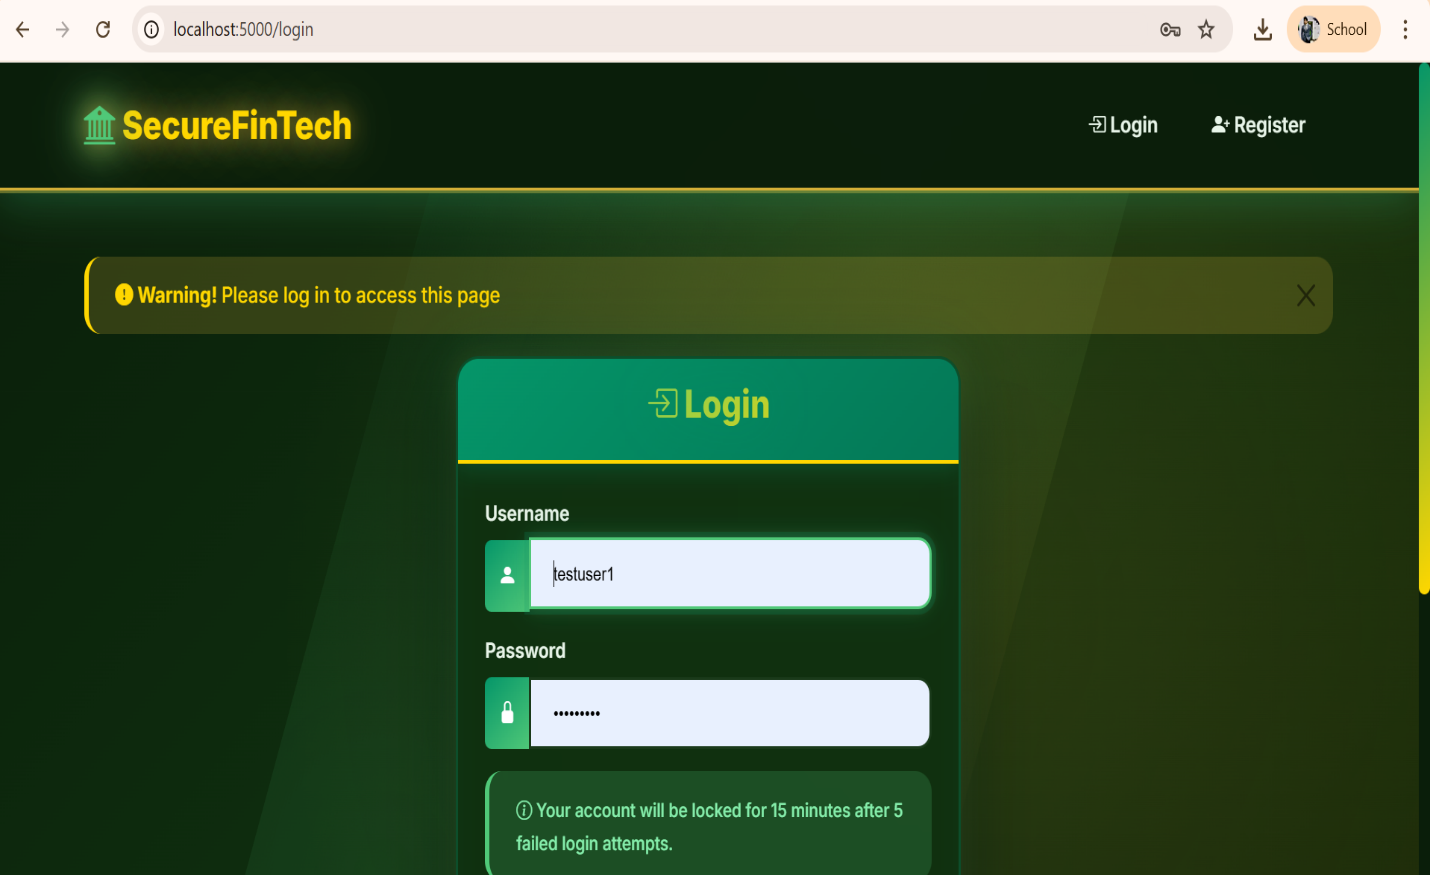 localhost:5000/login
School
SecureFinTech
Login
Register
Warning! Please log in to access this page
Login
Username
testuser1
Password
•••••••••
Your account will be locked for 15 minutes after 5
failed login attempts.